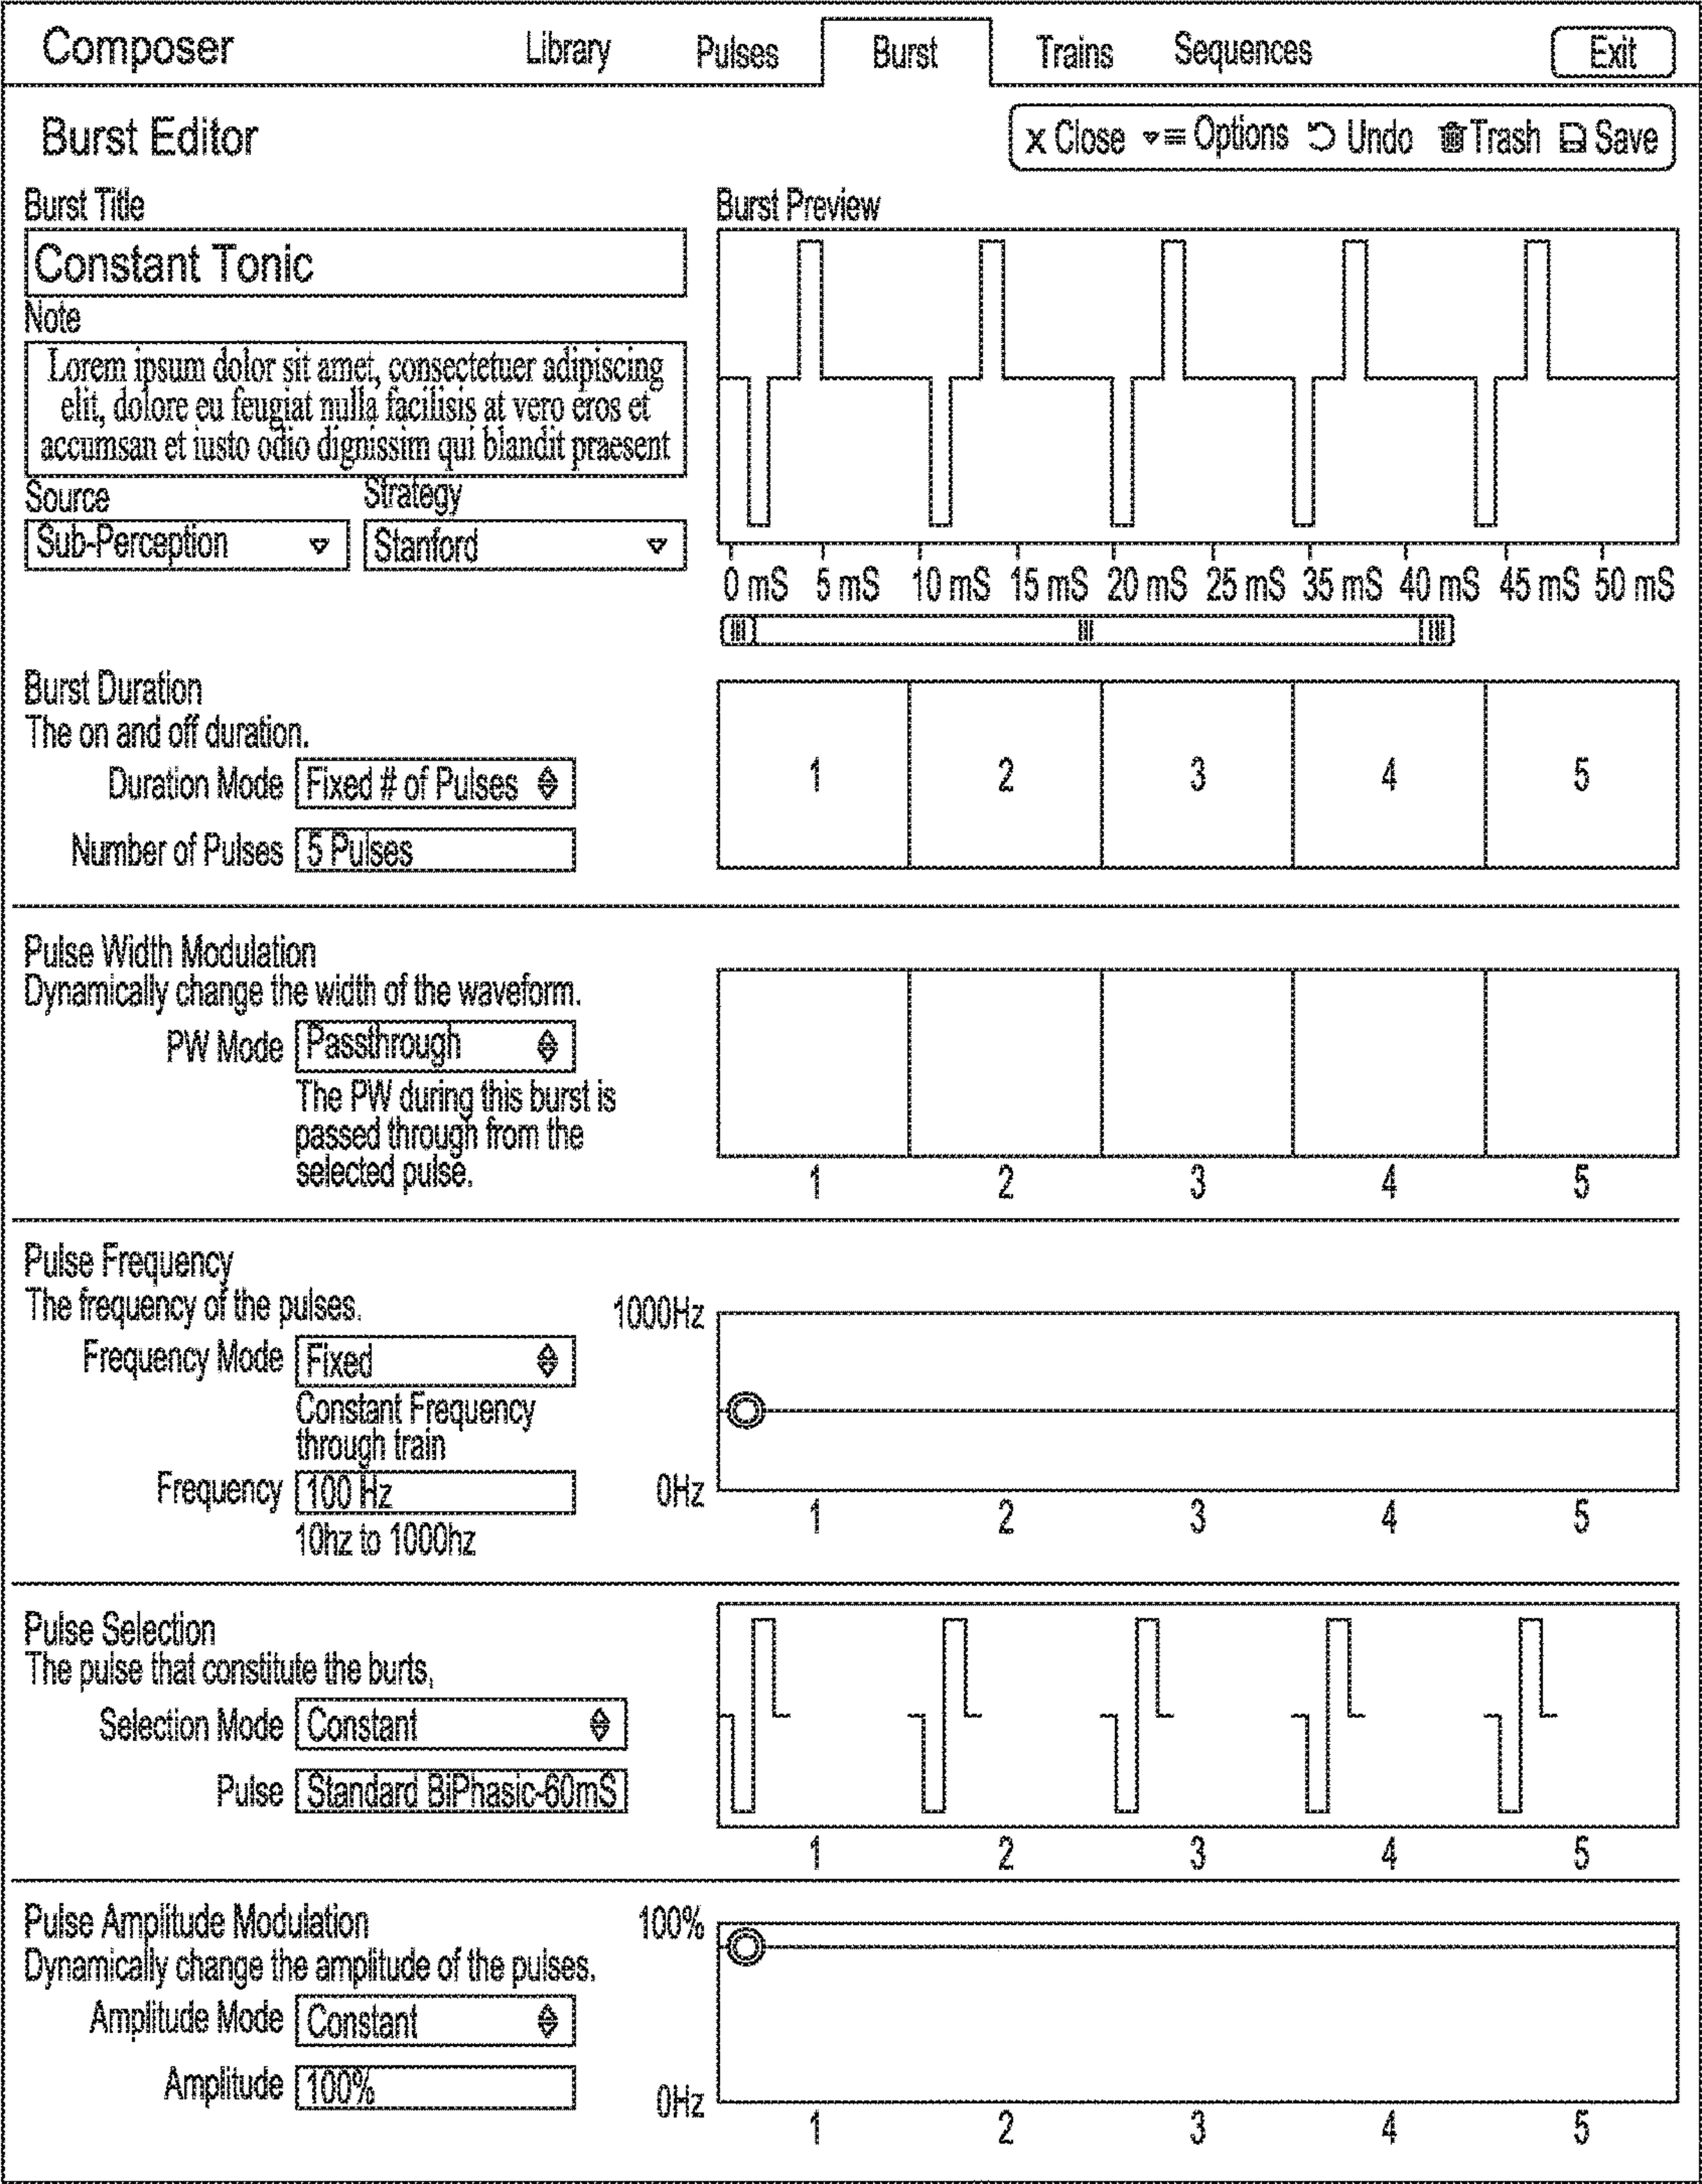 Composer Library Pulses Burst Trains Sequences Exit
Burst Editor
x Close Options Undo Trash Save
Burst Title
Constant Tonic
Note
Lorem ipsum dolor sit amet, consectetuer adipiscing
elit, dolore eu feugiat nulla facilisis at vero eros et
accumsan et iusto odio dignissim qui blandit praesent
Source Strategy
Sub-Perception Stanford
Burst Preview
0 mS 5 mS 10 mS 15 mS 20 mS 25 mS 35 mS 40 mS 45 mS 50 mS
Burst Duration
The on and off duration.
Duration Mode Fixed # of Pulses
Number of Pulses 5 Pulses
1 2 3 4 5
Pulse Width Modulation
Dynamically change the width of the waveform.
PW Mode Passthrough
The PW during this burst is
passed through from the
selected pulse.
1 2 3 4 5
Pulse Frequency
The frequency of the pulses.
Frequency Mode Fixed
Constant Frequency
through train
Frequency 100 Hz
10hz to 1000hz
1000Hz
0Hz
1 2 3 4 5
Pulse Selection
The pulse that constitute the burts,
Selection Mode Constant
Pulse Standard BiPhasic-60mS
1 2 3 4 5
Pulse Amplitude Modulation
Dynamically change the amplitude of the pulses.
Amplitude Mode Constant
Amplitude 100%
100%
0Hz
1 2 3 4 5